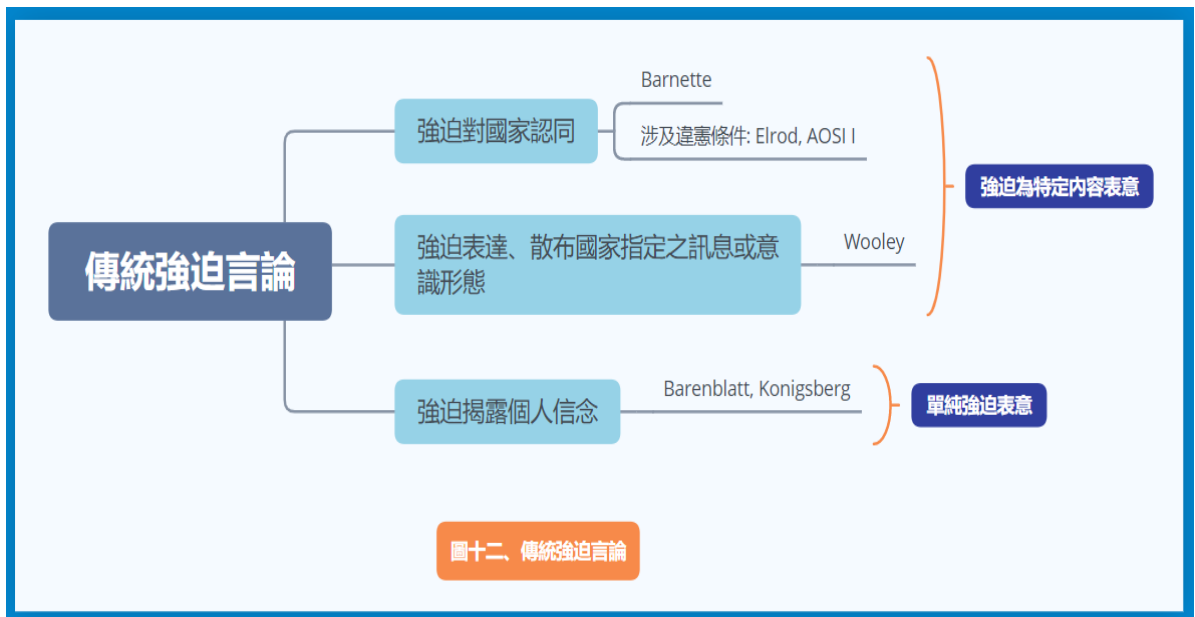 Barnette
強迫對國家認同
涉及違憲條件: Elrod, AOSI I
強迫為特定内容表意
傳統強迫言論
強迫表達、散布國家指定之訊息或意
識形態
Wooley
強迫揭露個人信念
Barenblatt, Konigsberg
單純強迫表意
圖十二、傳統強迫言論